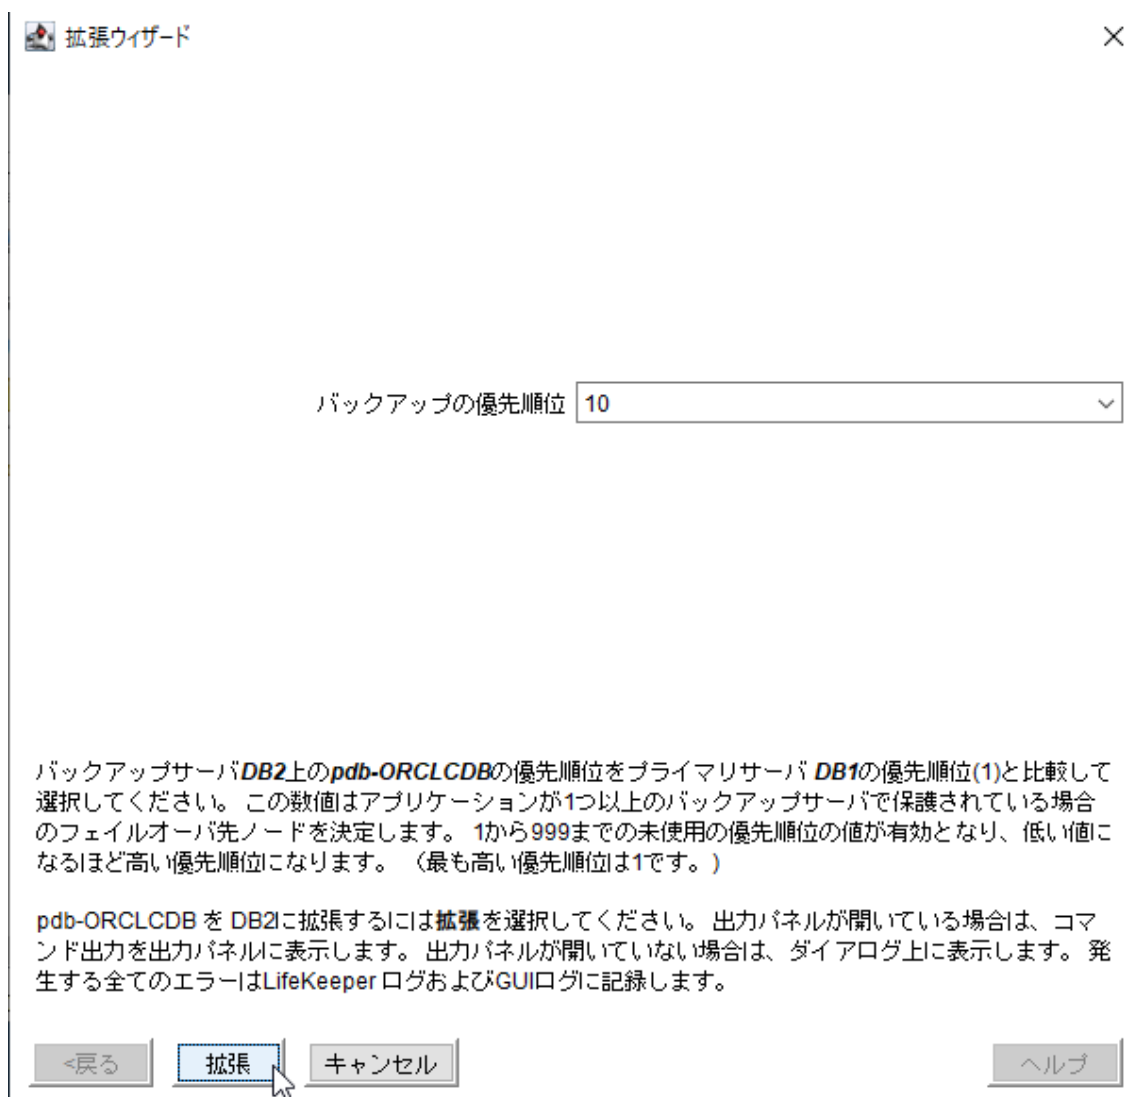 拡張ウィザード
バックアップの優先順位 10
バックアップサーバDB2上のpdb-ORCLCDBの優先順位をプライマリサーバ DB1の優先順位(1)と比較して
選択してください。 この数値はアプリケーションが1つ以上のバックアップサーバで保護されている場合
のフェイルオーバ先ノードを決定します。 1から999までの未使用の優先順位の値が有効となり、低い値に
なるほど高い優先順位になります。 （最も高い優先順位は1です。)
pdb-ORCLCDB を DB2に拡張するには拡張を選択してください。 出力パネルが開いている場合は、コマ
ンド出力を出力パネルに表示します。 出力パネルが開いていない場合は、ダイアログ上に表示します。 発
生する全てのエラーはLifeKeeper ログおよびGUIログに記録します。
<戻る 拡張 キャンセル ヘルプ